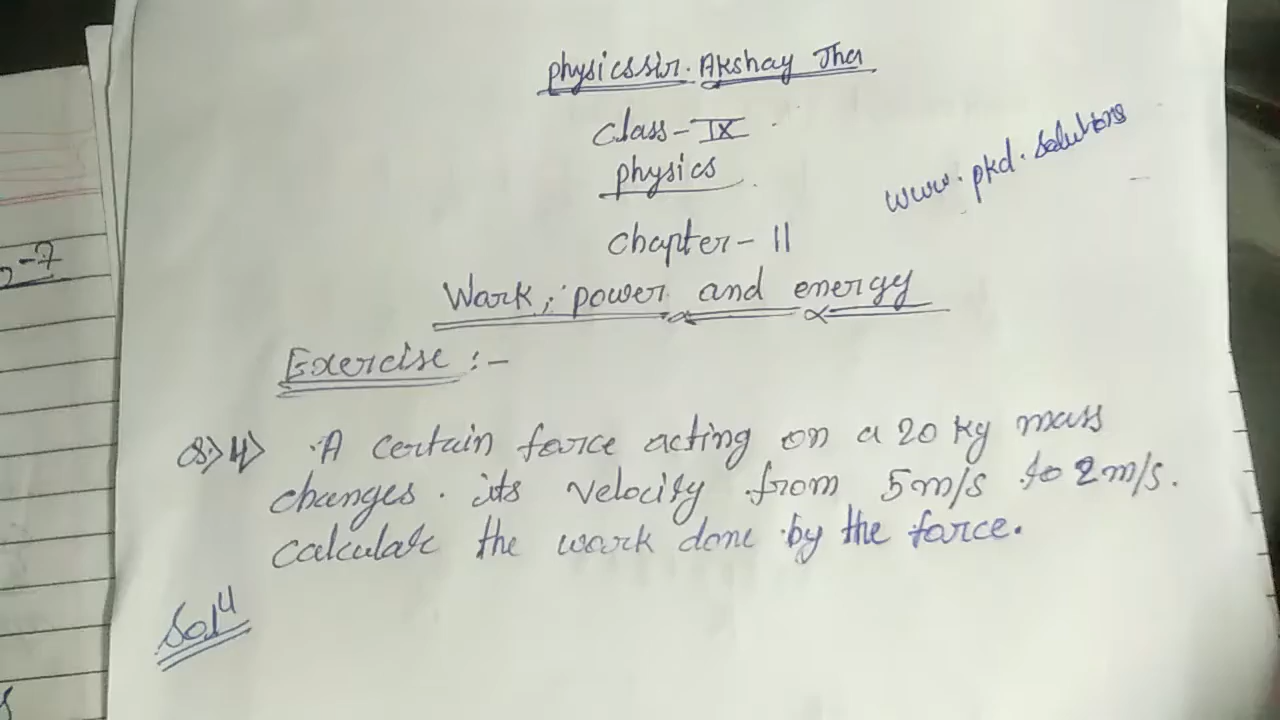 physicssir. Akshay Jha
Class-IX
physics
www.pkd.solutions
chapter-11
Work, power and energy
Exercise :-
Q>4> A certain force acting on a 20 kg mass
changes. its velocity from 5m/s to 2m/s.
calculate the work done by the force.
Sol4
-7